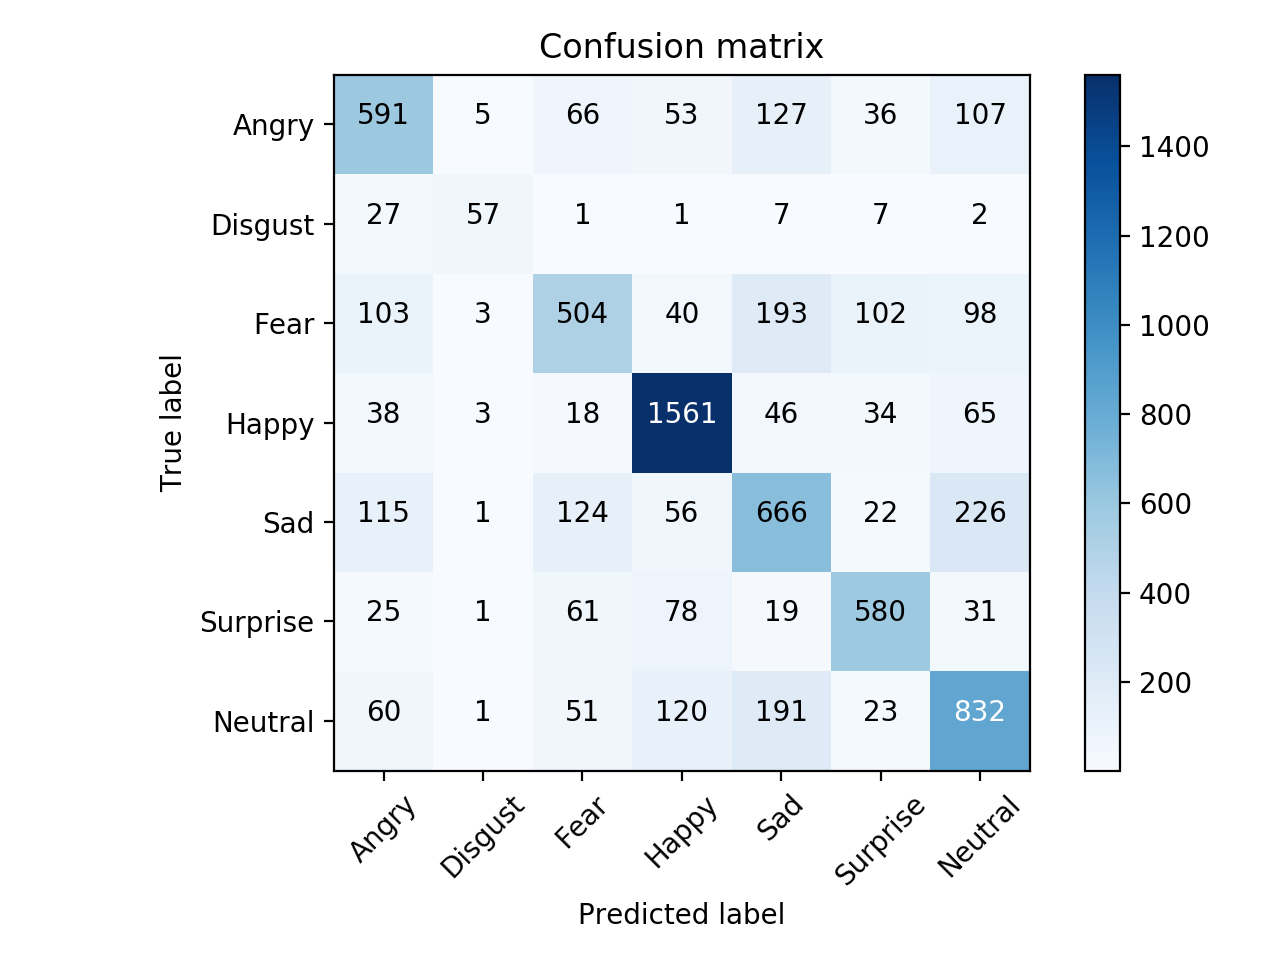 Confusion matrix
Angry 591 5 66 53 127 36 107
Disgust 27 57 1 1 7 7 2
Fear 103 3 504 40 193 102 98
Happy 38 3 18 1561 46 34 65
Sad 115 1 124 56 666 22 226
Surprise 25 1 61 78 19 580 31
Neutral 60 1 51 120 191 23 832
True label
Angry Disgust Fear Happy Sad Surprise Neutral
Predicted label
1400
1200
1000
800
600
400
200